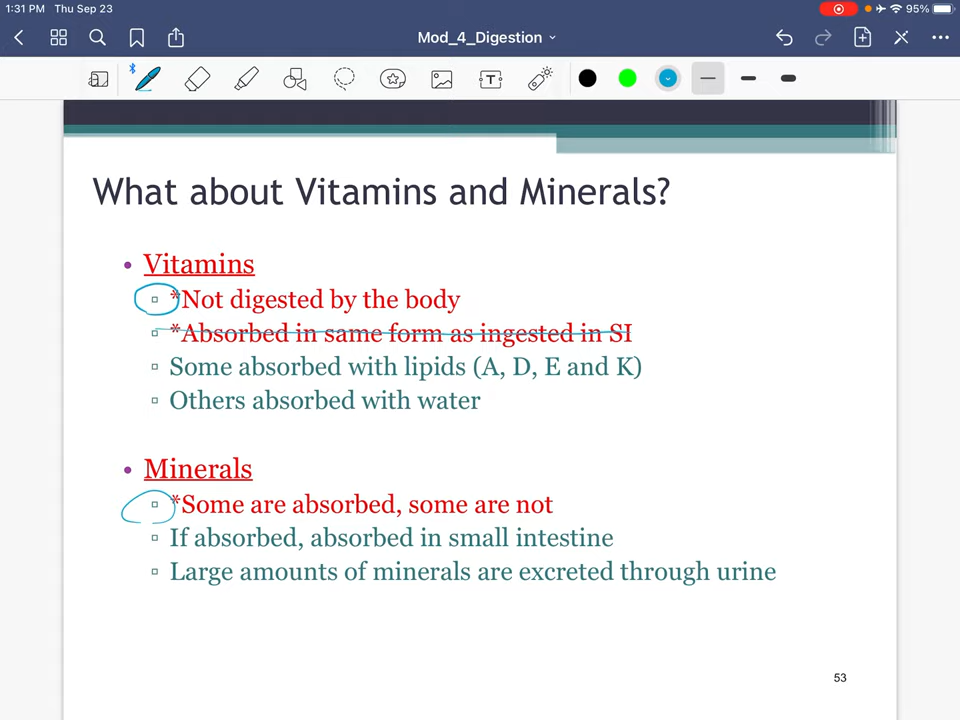 1:31 PM Thu Sep 23
95%
Mod_4_Digestion
What about Vitamins and Minerals?
• Vitamins
▫ *Not digested by the body
▫ *Absorbed in same form as ingested in SI
▫ Some absorbed with lipids (A, D, E and K)
▫ Others absorbed with water
• Minerals
▫ *Some are absorbed, some are not
▫ If absorbed, absorbed in small intestine
▫ Large amounts of minerals are excreted through urine
53